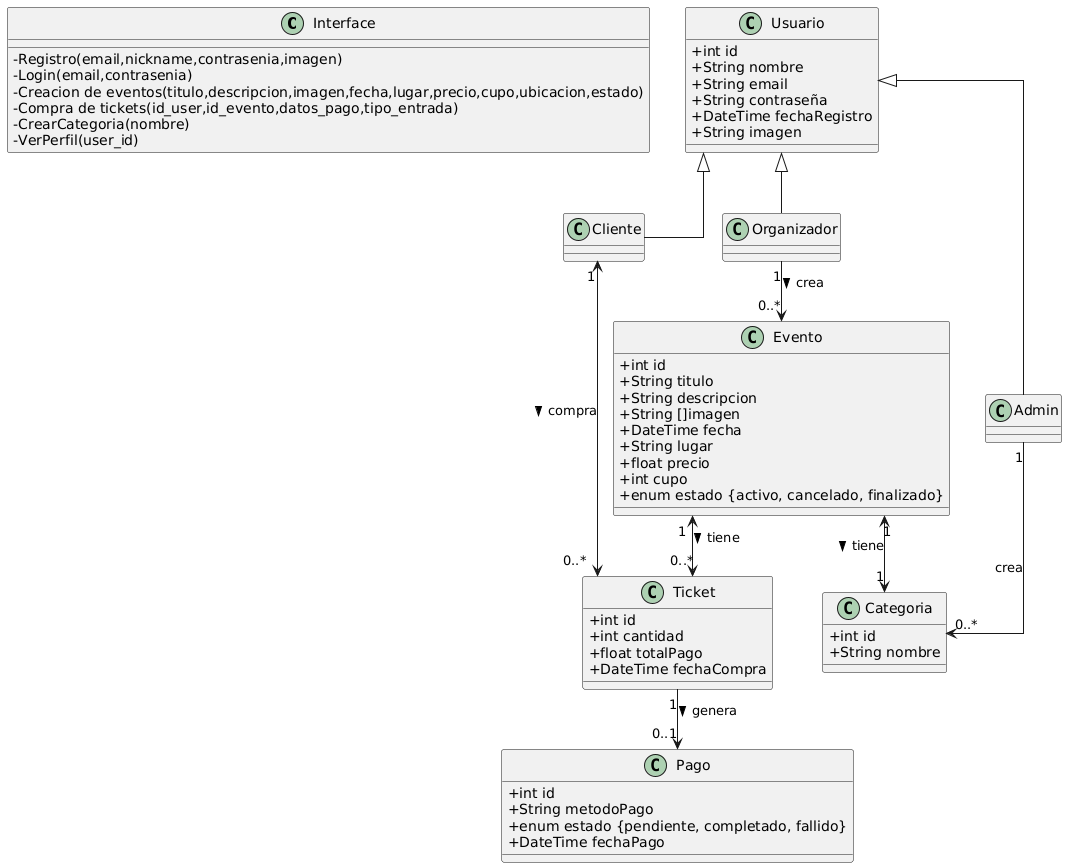 C Interface
-Registro(email,nickname,contrasenia,imagen)
-Login(email,contrasenia)
-Creacion de eventos(titulo,descripcion,imagen,fecha,lugar,precio,cupo,ubicacion,estado)
-Compra de tickets(id_user,id_evento,datos_pago,tipo_entrada)
-CrearCategoria(nombre)
-VerPerfil(user_id)
C Usuario
+int id
+String nombre
+String email
+String contraseña
+DateTime fechaRegistro
+String imagen
C Cliente
C Organizador
1
1
crea
0..*
C Evento
+int id
+String titulo
+String descripcion
+String []imagen
+DateTime fecha
+String lugar
+float precio
+int cupo
+enum estado {activo, cancelado, finalizado}
compra
C Admin
1
1
tiene
1
tiene
0..*
0..*
1
crea
C Ticket
+int id
+int cantidad
+float totalPago
+DateTime fechaCompra
C Categoria
+int id
+String nombre
0..*
1
genera
0..1
C Pago
+int id
+String metodoPago
+enum estado {pendiente, completado, fallido}
+DateTime fechaPago